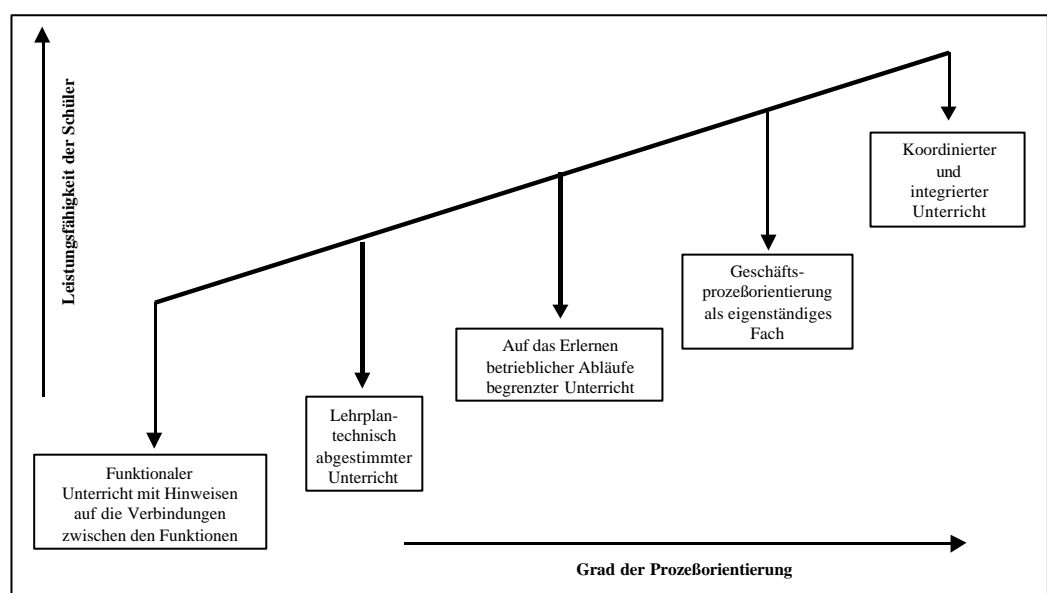 Leistungsfähigkeit der Schüler
Koordinierter
und
integrierter
Unterricht
Geschäfts-
prozeßorientierung
als eigenständiges
Fach
Auf das Erlernen
betrieblicher Abläufe
begrenzter Unterricht
Lehrplan-
technisch
abgestimmter
Unterricht
Funktionaler
Unterricht mit Hinweisen
auf die Verbindungen
zwischen den Funktionen
Grad der Prozeßorientierung